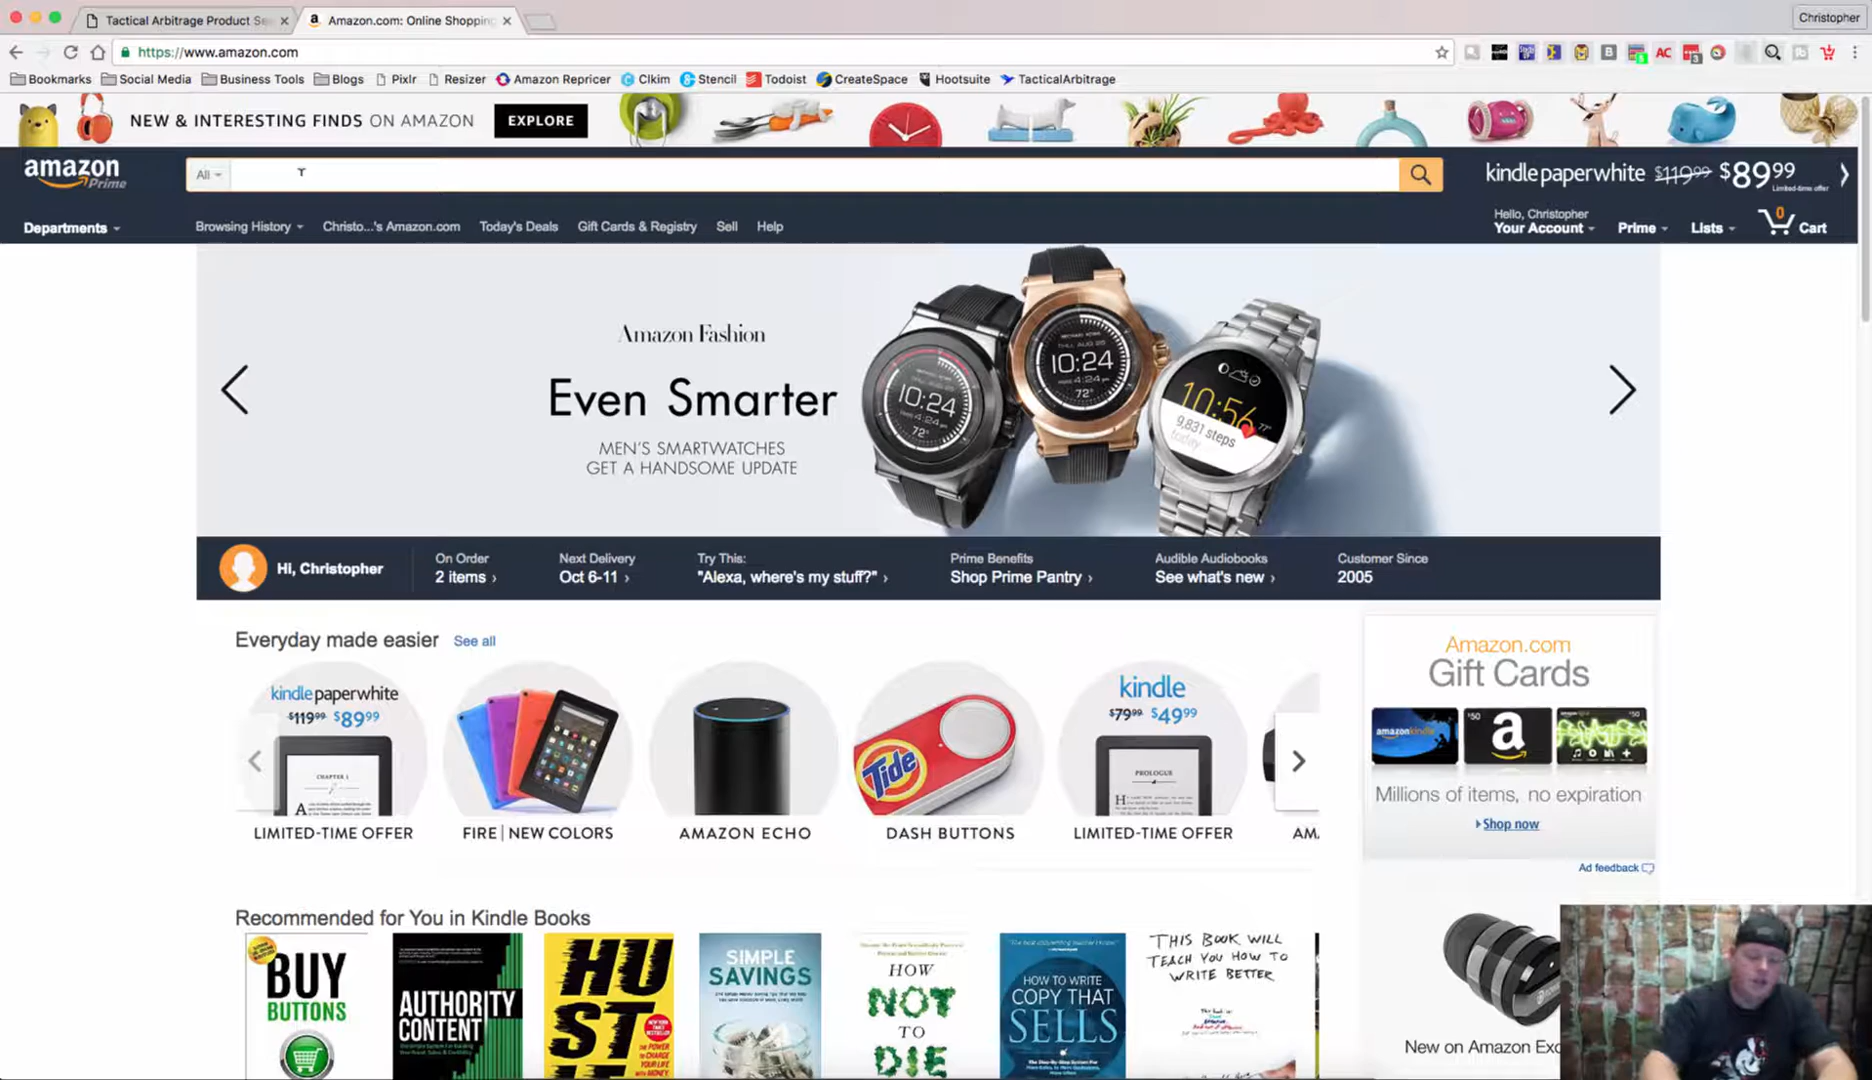 Tactical Arbitrage Product Se
Amazon.com: Online Shopping
Christopher
https://www.amazon.com
Bookmarks Social Media Business Tools Blogs Pixlr Resizer Amazon Repricer Clkim Stencil Todoist CreateSpace Hootsuite TacticalArbitrage
NEW & INTERESTING FINDS ON AMAZON EXPLORE
amazon
Prime
All
kindle paperwhite $119.99 $89.99
Limited-time offer
Departments
Browsing History Christo...'s Amazon.com Today's Deals Gift Cards & Registry Sell Help
Hello, Christopher
Your Account Prime Lists 0 Cart
Amazon Fashion
Even Smarter
MEN'S SMARTWATCHES
GET A HANDSOME UPDATE
10:24
72°
MICHAEL KORS
THU, AUG 25
10:24
72°
10:56
9,831 steps
today
Hi, Christopher
On Order
2 items ›
Next Delivery
Oct 6-11 ›
Try This:
"Alexa, where's my stuff?" ›
Prime Benefits
Shop Prime Pantry ›
Audible Audiobooks
See what's new ›
Customer Since
2005
Everyday made easier See all
kindle paperwhite
$119.99 $89.99
CHAPTER I
LIMITED-TIME OFFER
FIRE | NEW COLORS
AMAZON ECHO
Tide
DASH BUTTONS
kindle
$79.99 $49.99
PROLOGUE
LIMITED-TIME OFFER
AM
Amazon.com
Gift Cards
amazonkindle
$50
a
$50
Millions of items, no expiration
Shop now
Ad feedback
Recommended for You in Kindle Books
BUY
BUTTONS
AUTHORITY
CONTENT
HU
ST
SIMPLE
SAVINGS
HOW
NOT
TO
DIE
HOW TO WRITE
COPY THAT
SELLS
THIS BOOK WILL
TEACH YOU HOW TO
WRITE BETTER
New on Amazon Exc